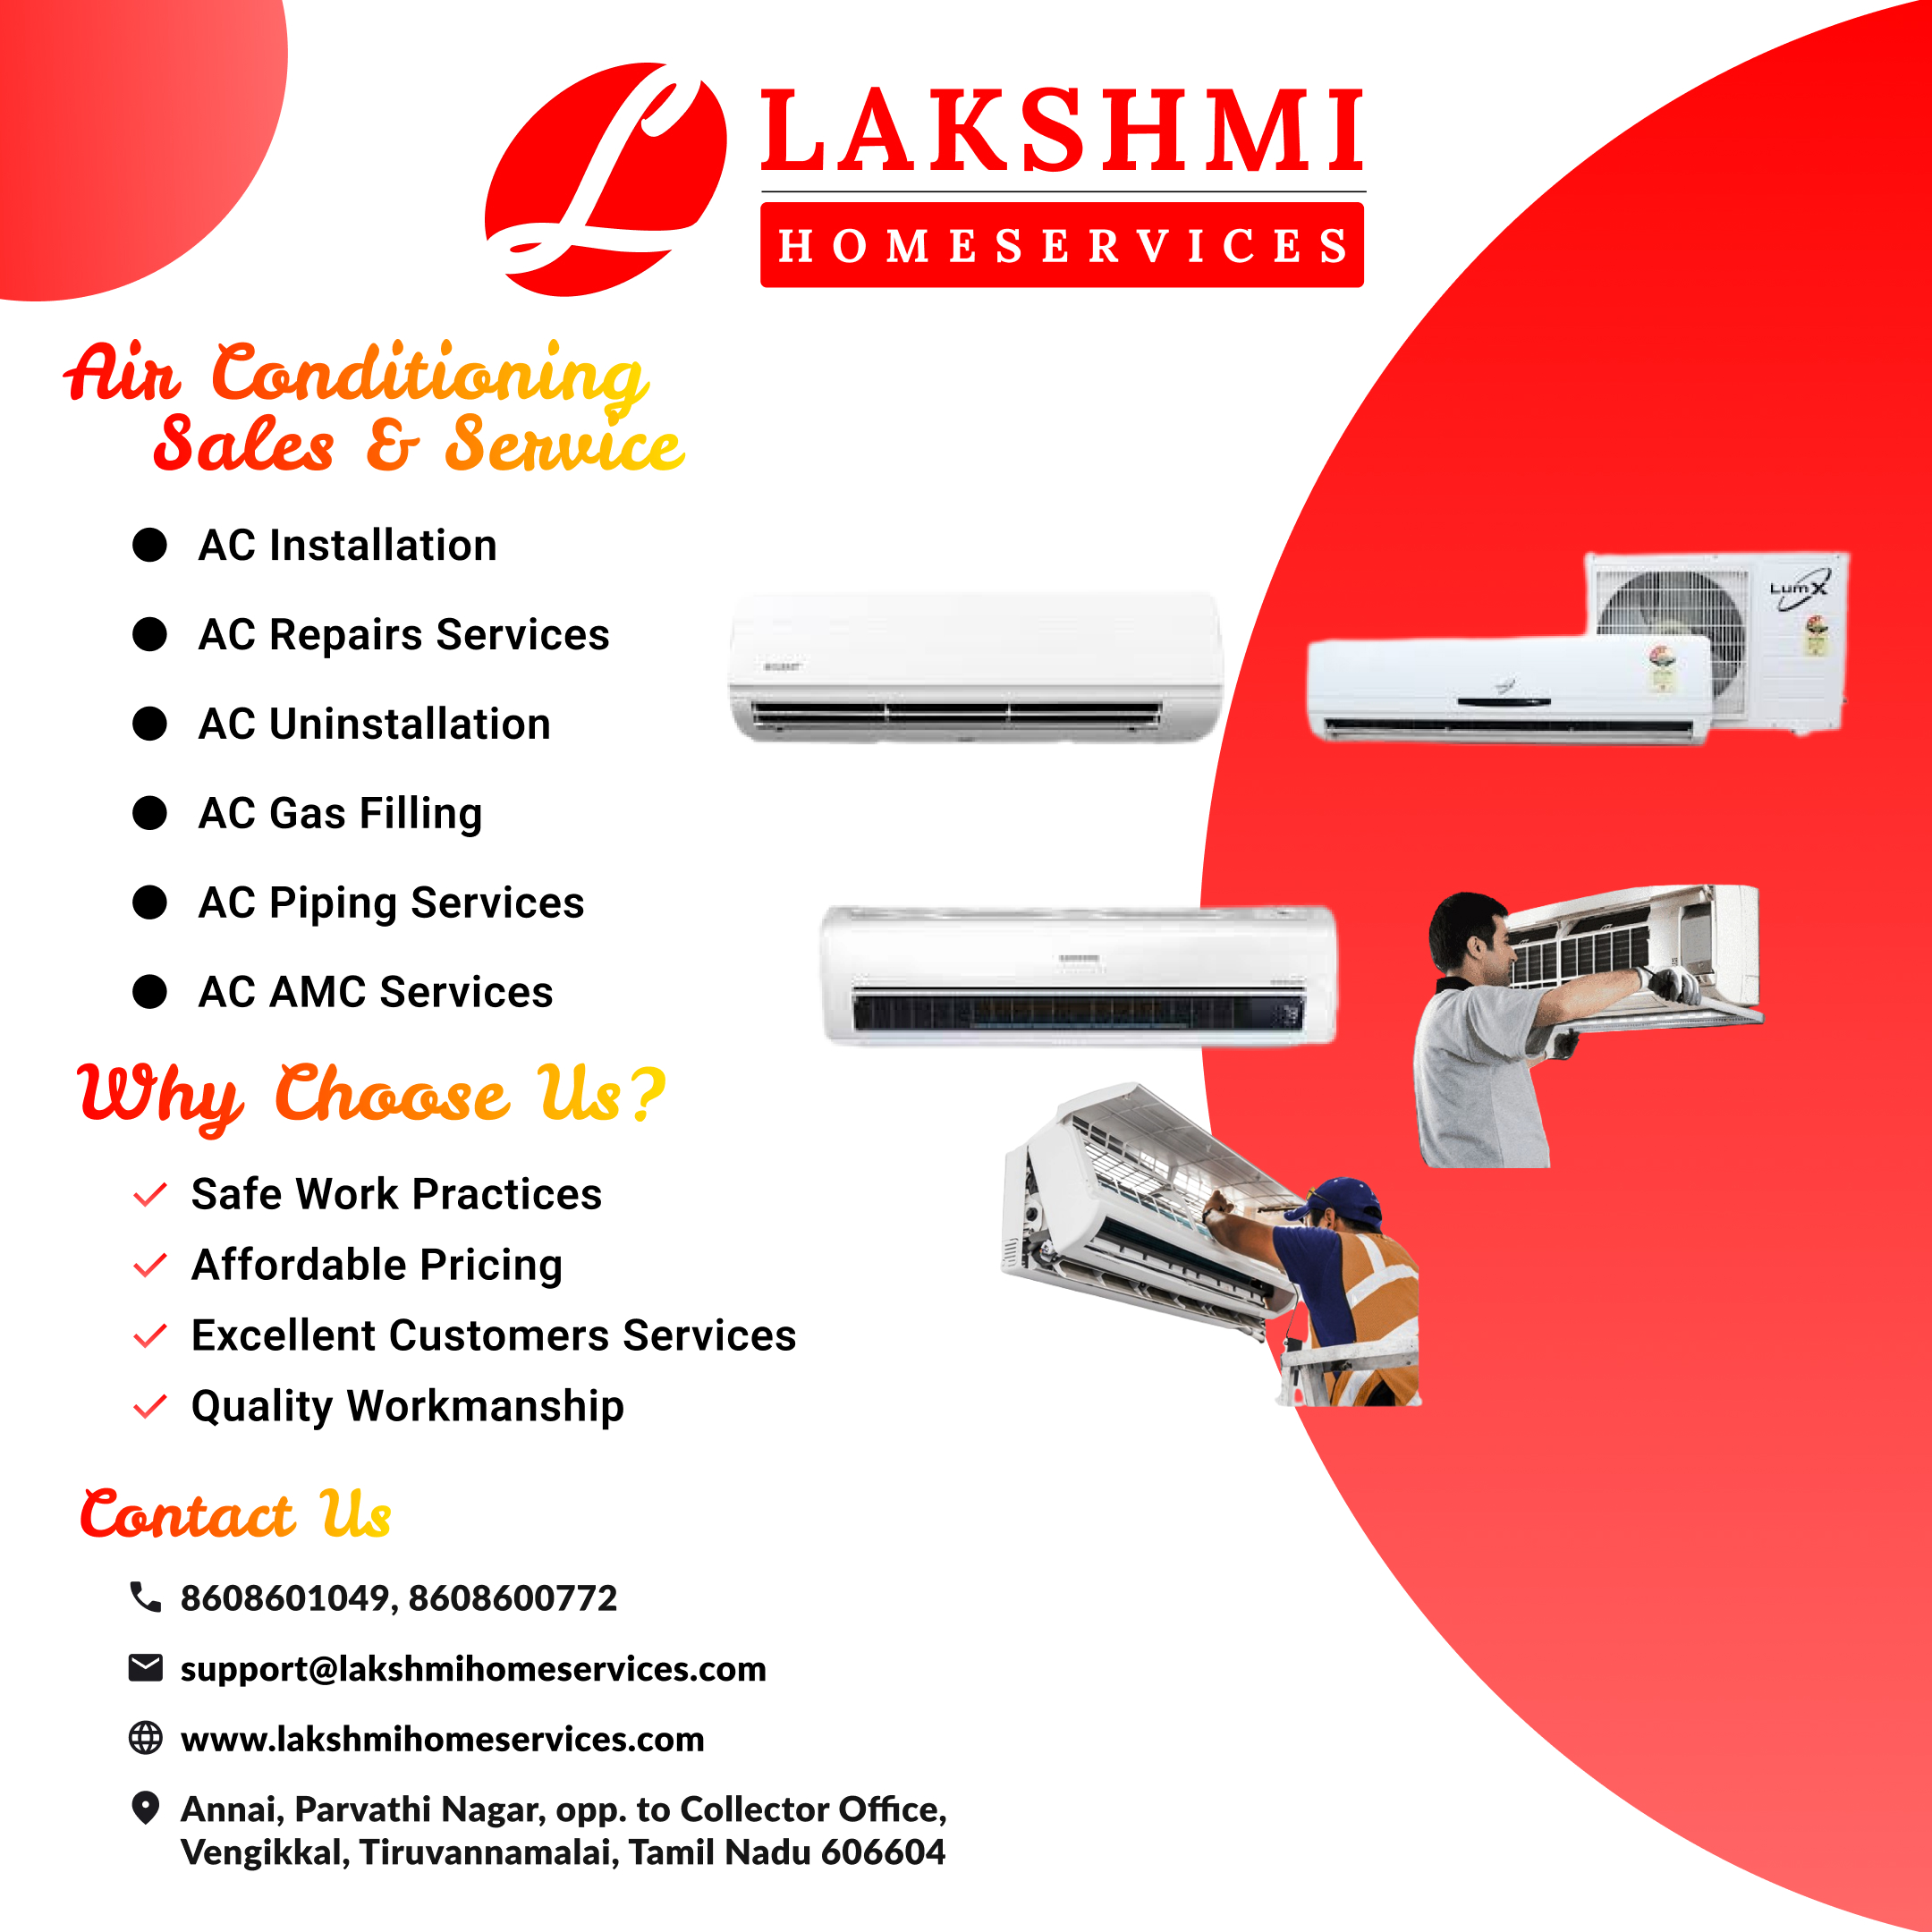 LAKSHMI
HOMESERVICES
Air Conditioning
Sales & Service
AC Installation
AC Repairs Services
AC Uninstallation
AC Gas Filling
AC Piping Services
AC AMC Services
LumX
Why Choose Us?
Safe Work Practices
Affordable Pricing
Excellent Customers Services
Quality Workmanship
Contact Us
8608601049, 8608600772
support@lakshmihomeservices.com
www.lakshmihomeservices.com
Annai, Parvathi Nagar, opp. to Collector Office,
Vengikkal, Tiruvannamalai, Tamil Nadu 606604